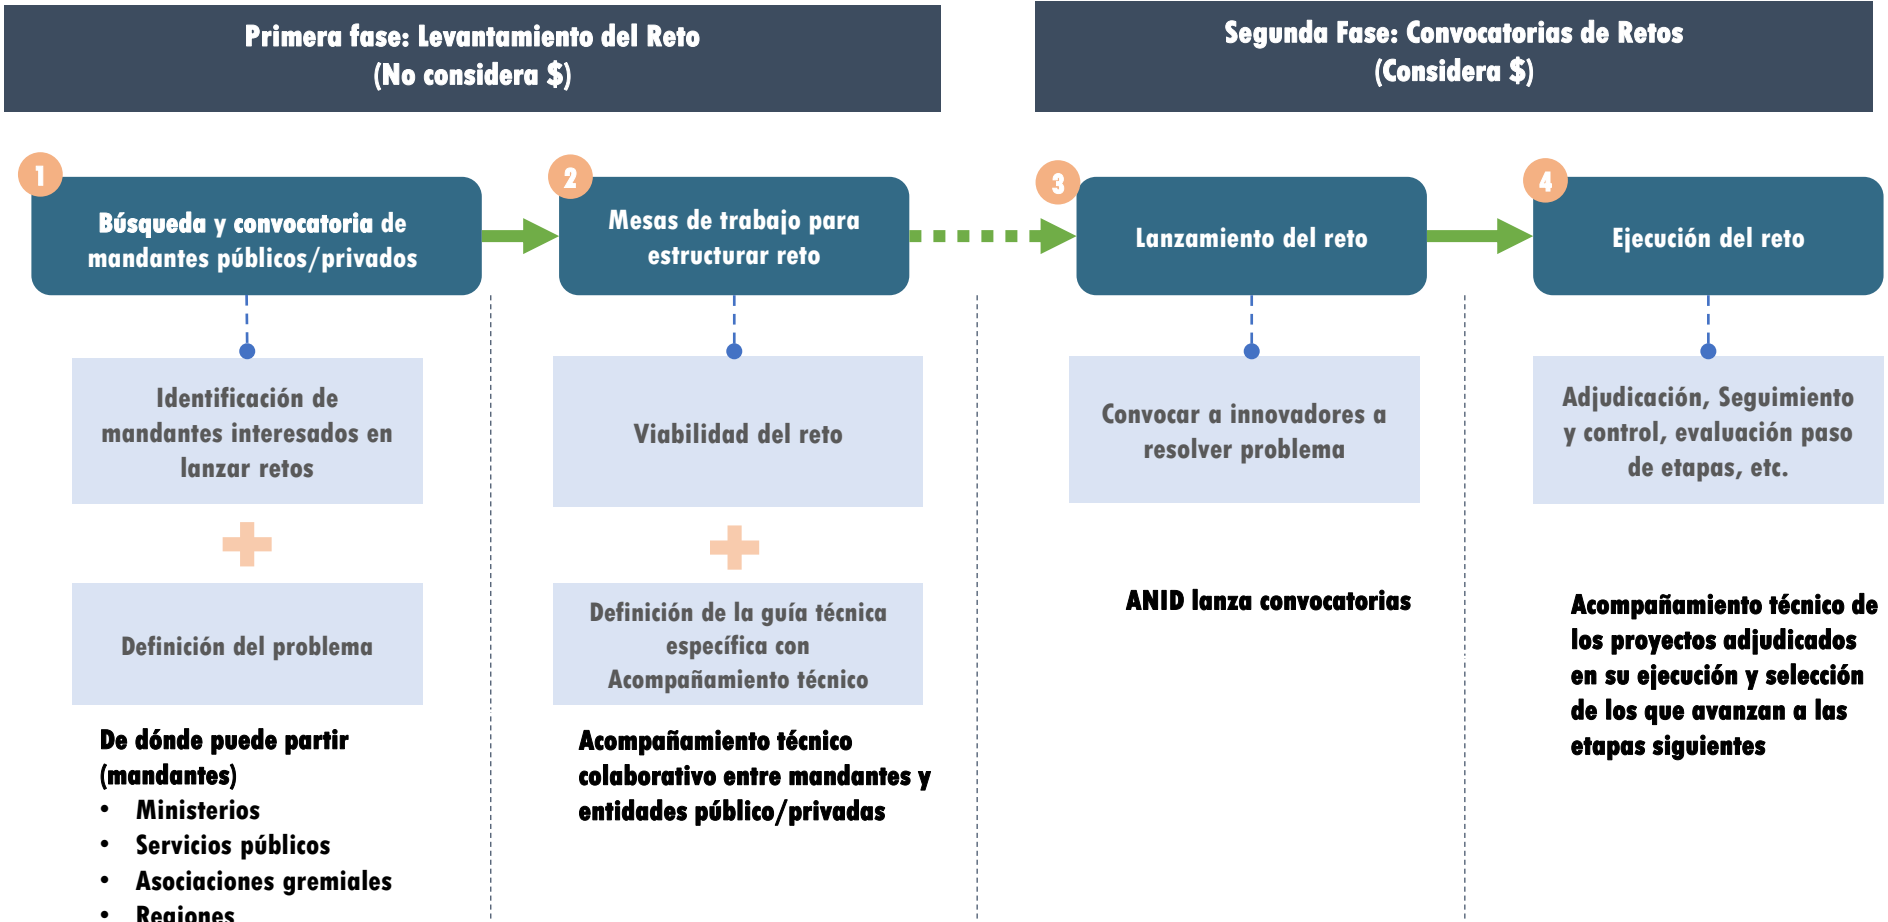 Primera fase: Levantamiento del Reto
(No considera $)
Segunda Fase: Convocatorias de Retos
(Considera $)
1
Búsqueda y convocatoria de
mandantes públicos/privados
2
Mesas de trabajo para
estructurar reto
3
Lanzamiento del reto
4
Ejecución del reto
Identificación de
mandantes interesados en
lanzar retos
Definición del problema
De dónde puede partir
(mandantes)
• Ministerios
• Servicios públicos
• Asociaciones gremiales
• Regiones
Viabilidad del reto
Definición de la guía técnica
específica con
Acompañamiento técnico
Acompañamiento técnico
colaborativo entre mandantes y
entidades público/privadas
Convocar a innovadores a
resolver problema
ANID lanza convocatorias
Adjudicación, Seguimiento
y control, evaluación paso
de etapas, etc.
Acompañamiento técnico de
los proyectos adjudicados
en su ejecución y selección
de los que avanzan a las
etapas siguientes